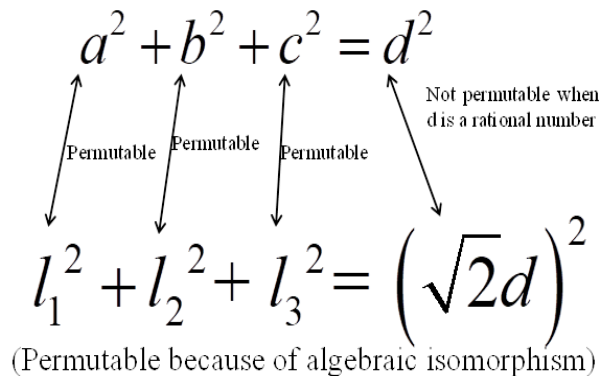 a² + b² + c² = d²
Not permutable when
d is a rational number
Permutable Permutable Permutable
l₁² + l₂² + l₃² = (√2d)²
(Permutable because of algebraic isomorphism)